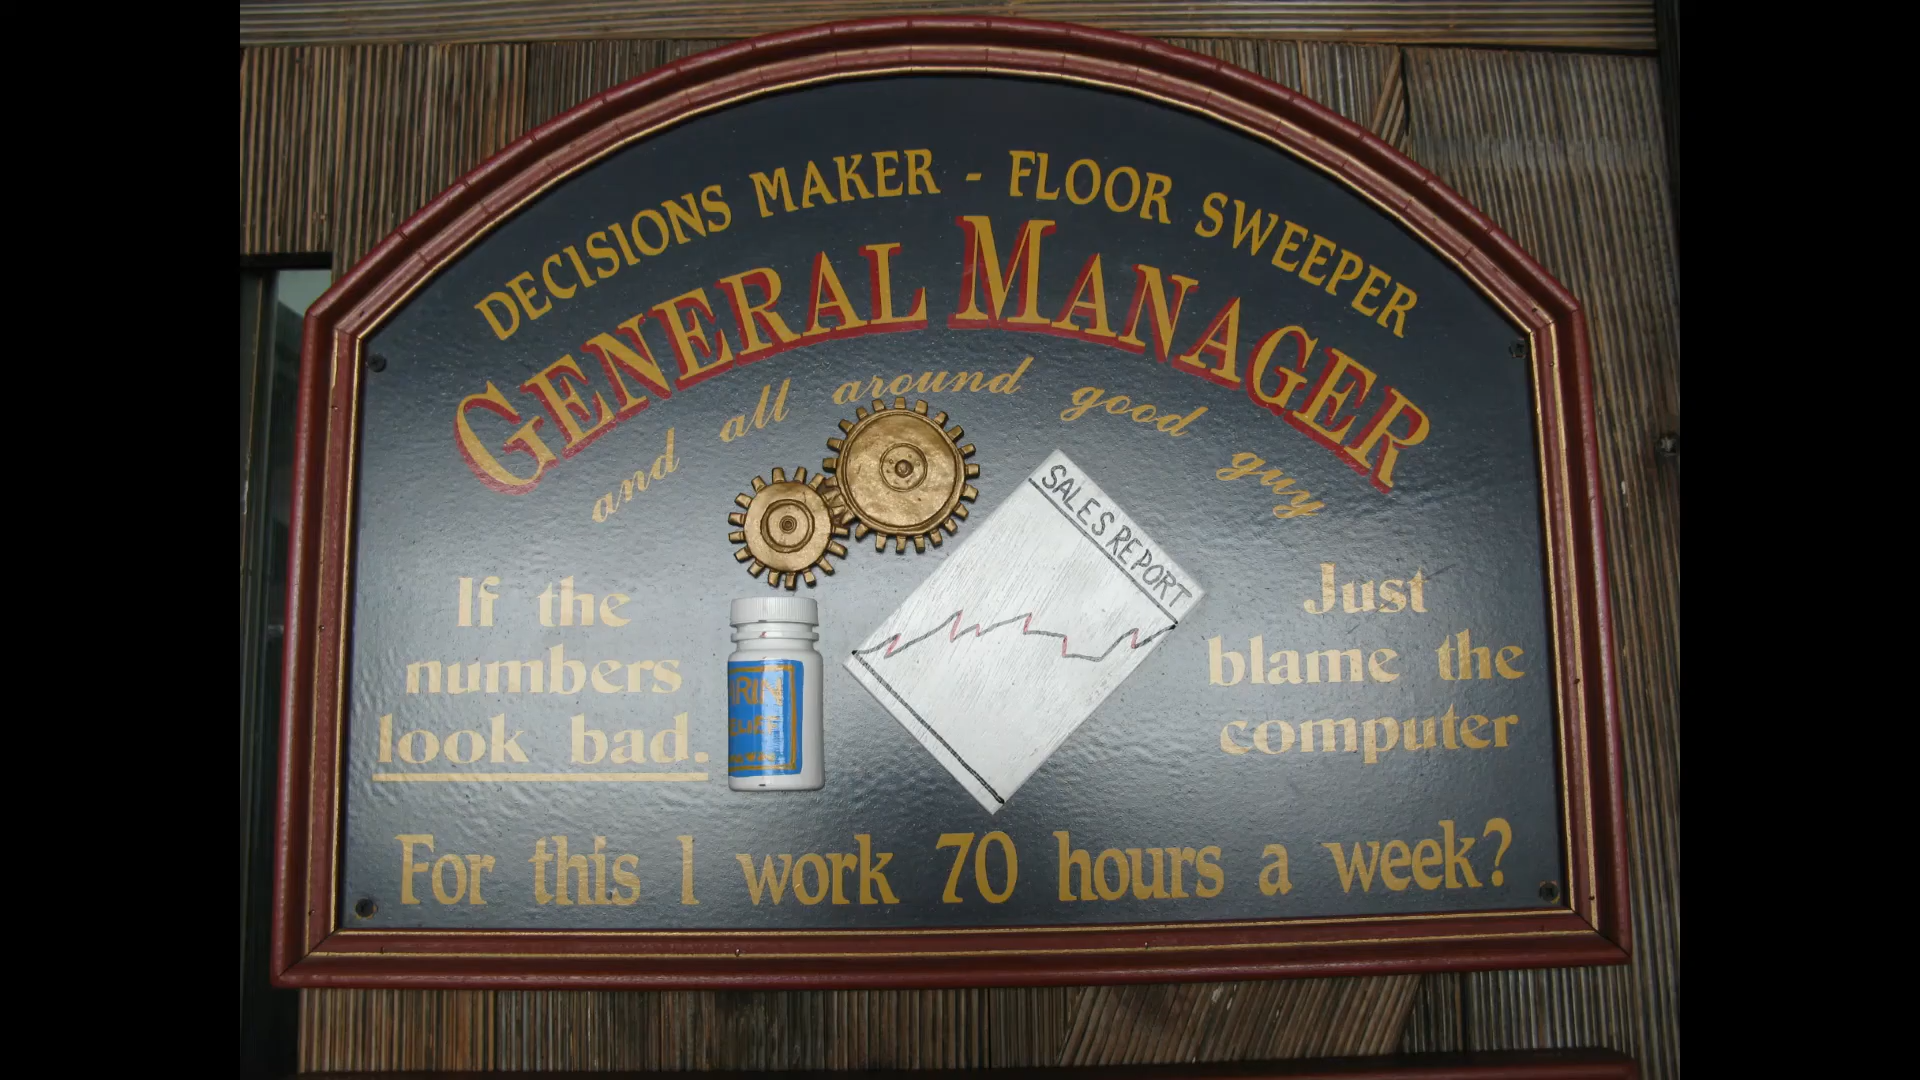 DECISIONS MAKER - FLOOR SWEEPER
GENERAL MANAGER
and all around good guy
SALES REPORT
If the
numbers
look bad.
Just
blame the
computer
For this I work 70 hours a week?